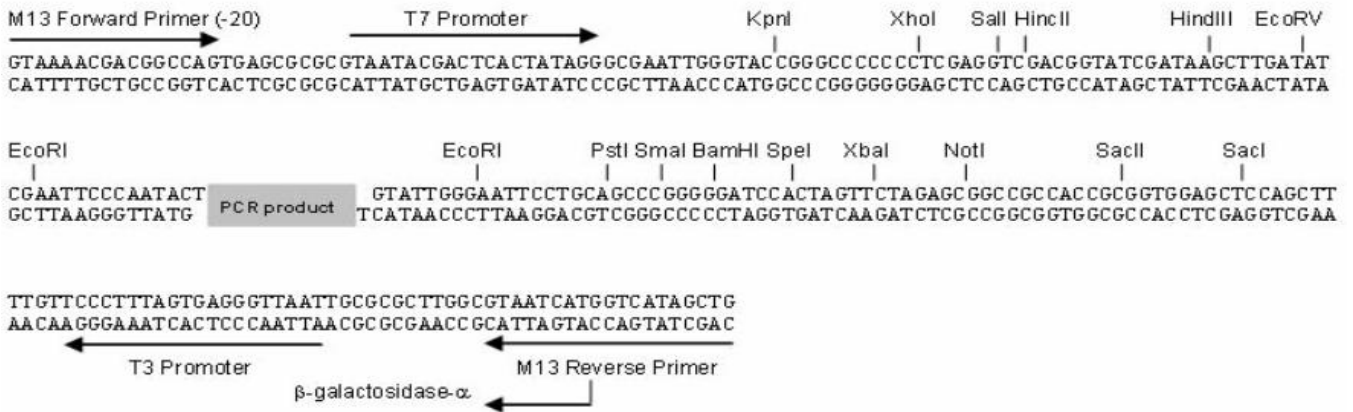 M13 Forward Primer (-20) T7 Promoter KpnI XhoI SalI HincII HindIII EcoRV
GTAAAACGACGGCCAGTGAGCGCGCGTAATACGACTCACTATAGGGCGAATTGGGTACCGGGCCCCCCCTCGAGGTCGACGGTATCGATAAGCTTGATAT
CATTTTGCTGCCGGTCACTCGCGCGCATTATGCTGAGTGATATCCCGCTTAACCCATGGCCCGGGGGGGAGCTCCAGCTGCCATAGCTATTCGAACTATA
EcoRI EcoRI PstI SmaI BamHI SpeI XbaI NotI SacII SacI
CGAATTCCCAATACT GTATTGGGAATTCCTGCAGCCCGGGGGATCCACTAGTTCTAGAGCGGCCGCCACCGCGGTGGAGCTCCAGCTT
GCTTAAGGGTTATG PCR product TCATAACCCTTAAGGACGTCGGGCCCCCTAGGTGATCAAGATCTCGCCGGCGGTGGCGCCACCTCGAGGTCGAA
TTGTTCCCTTTAGTGAGGGTTAATTGCGCGCTTGGCGTAATCATGGTCATAGCTG
AACAAGGGAAATCACTCCCAATTAACGCGCGAACCGCATTAGTACCAGTATCGAC
T3 Promoter M13 Reverse Primer
β-galactosidase-α